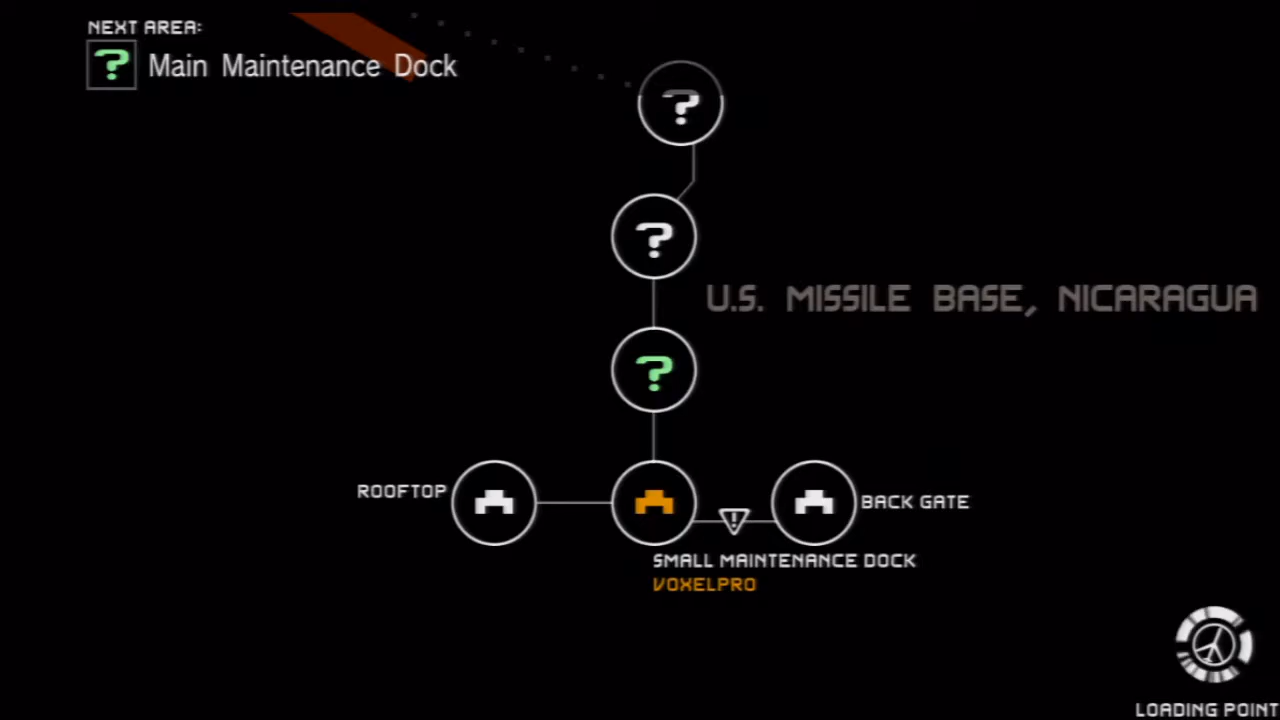 NEXT AREA:
? Main Maintenance Dock
?
?
U.S. MISSILE BASE, NICARAGUA
?
ROOFTOP
BACK GATE
!
SMALL MAINTENANCE DOCK
VOXELPRO
LOADING POINT